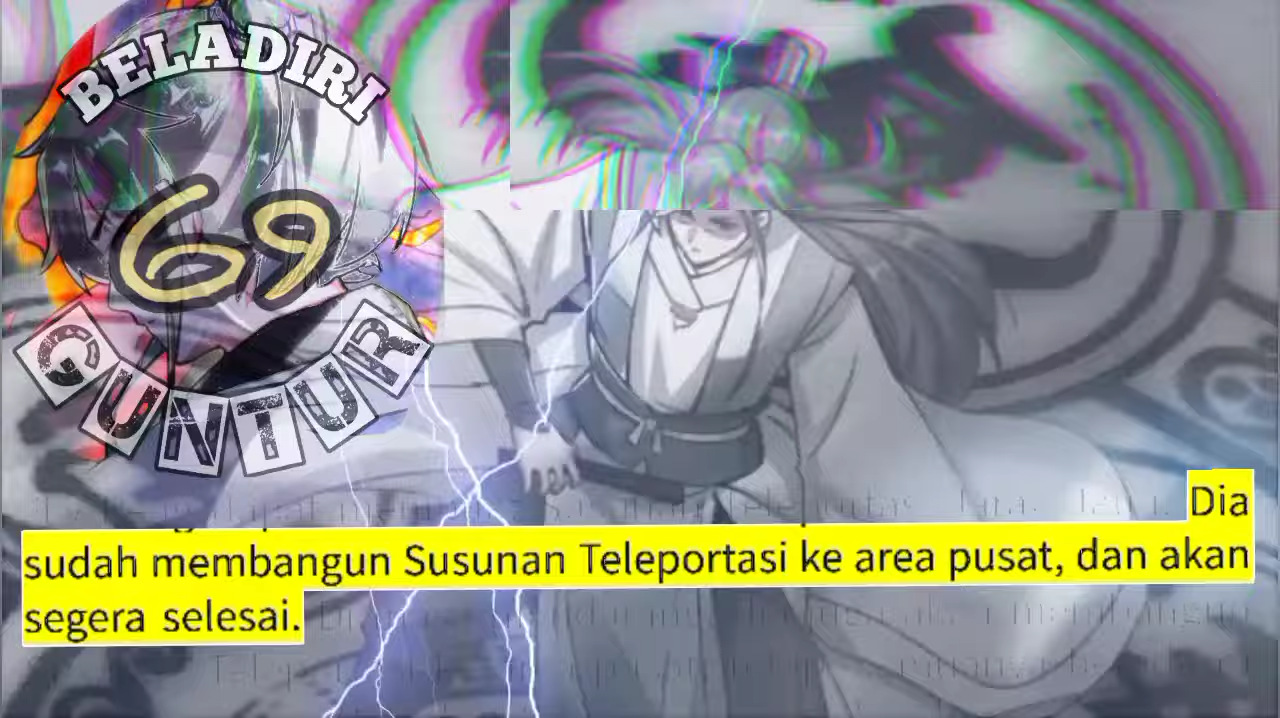 BELADIRI
69
GUNTUR
Dia
sudah membangun Susunan Teleportasi ke area pusat, dan akan
segera selesai.